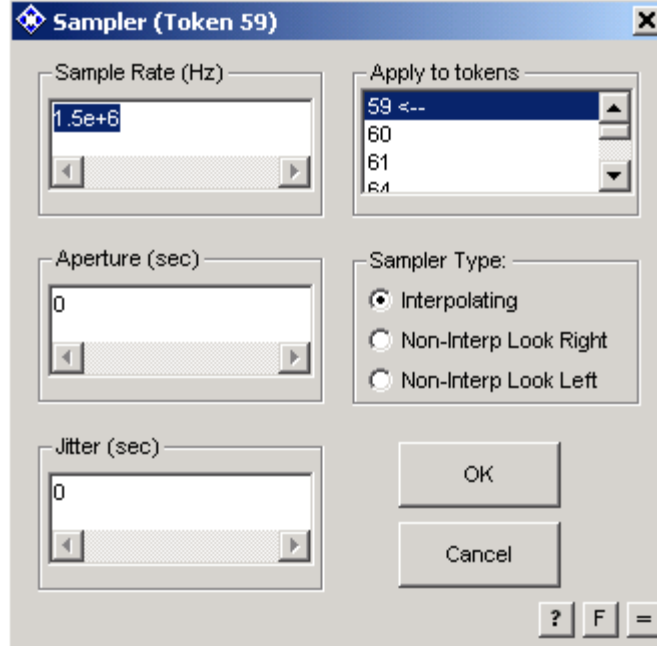 Sampler (Token 59)
Sample Rate (Hz)
1.5e+6
Apply to tokens
59 <--
60
61
64
Aperture (sec)
0
Sampler Type:
Interpolating
Non-Interp Look Right
Non-Interp Look Left
Jitter (sec)
0
OK
Cancel
? F =